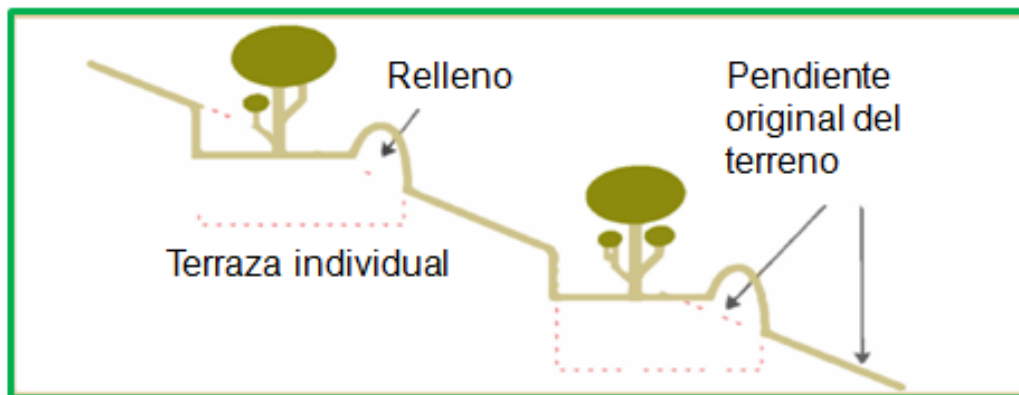 Relleno
Pendiente
original del
terreno
Terraza individual